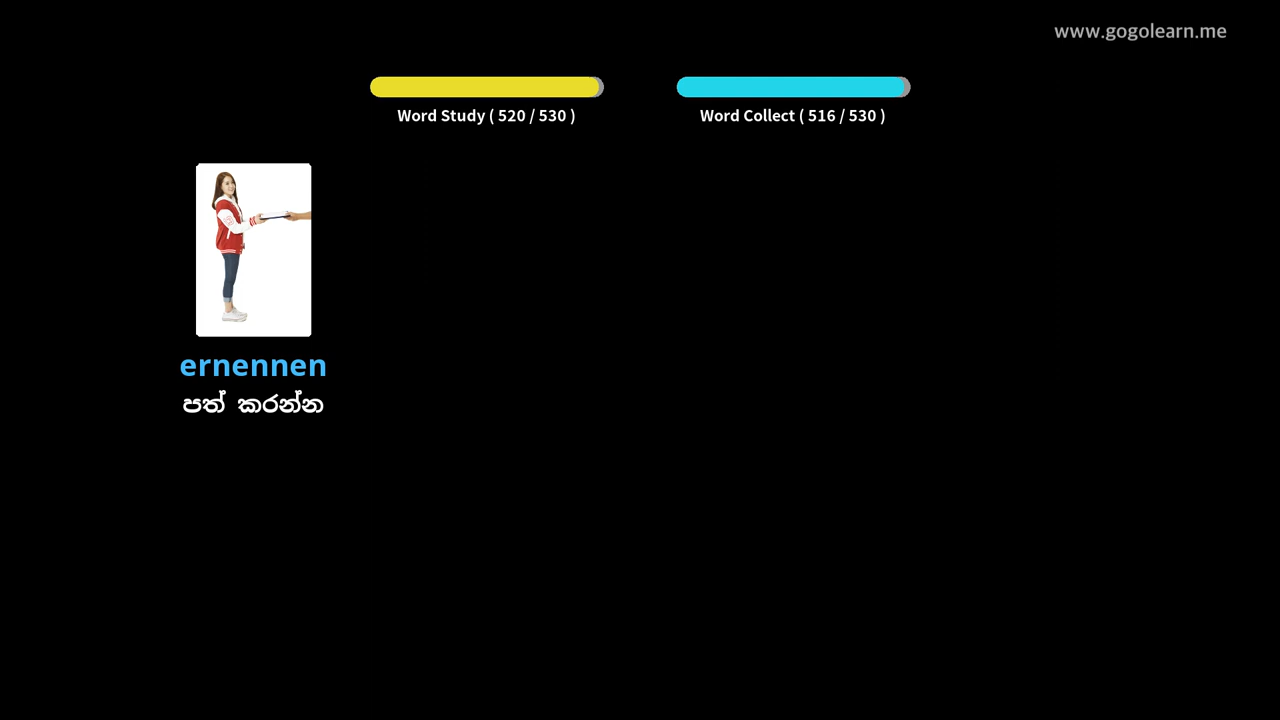 www.gogolearn.me
Word Study ( 520 / 530 )
Word Collect ( 516 / 530 )
ernennen
පත් කරන්න